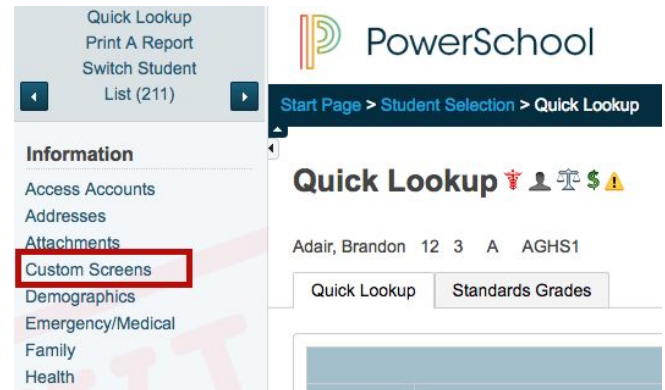 Quick Lookup
Print A Report
Switch Student
List (211)
Information
Access Accounts
Addresses
Attachments
Custom Screens
Demographics
Emergency/Medical
Family
Health
PowerSchool
Start Page > Student Selection > Quick Lookup
Quick Lookup
Adair, Brandon 12 3 A AGHS1
Quick Lookup Standards Grades